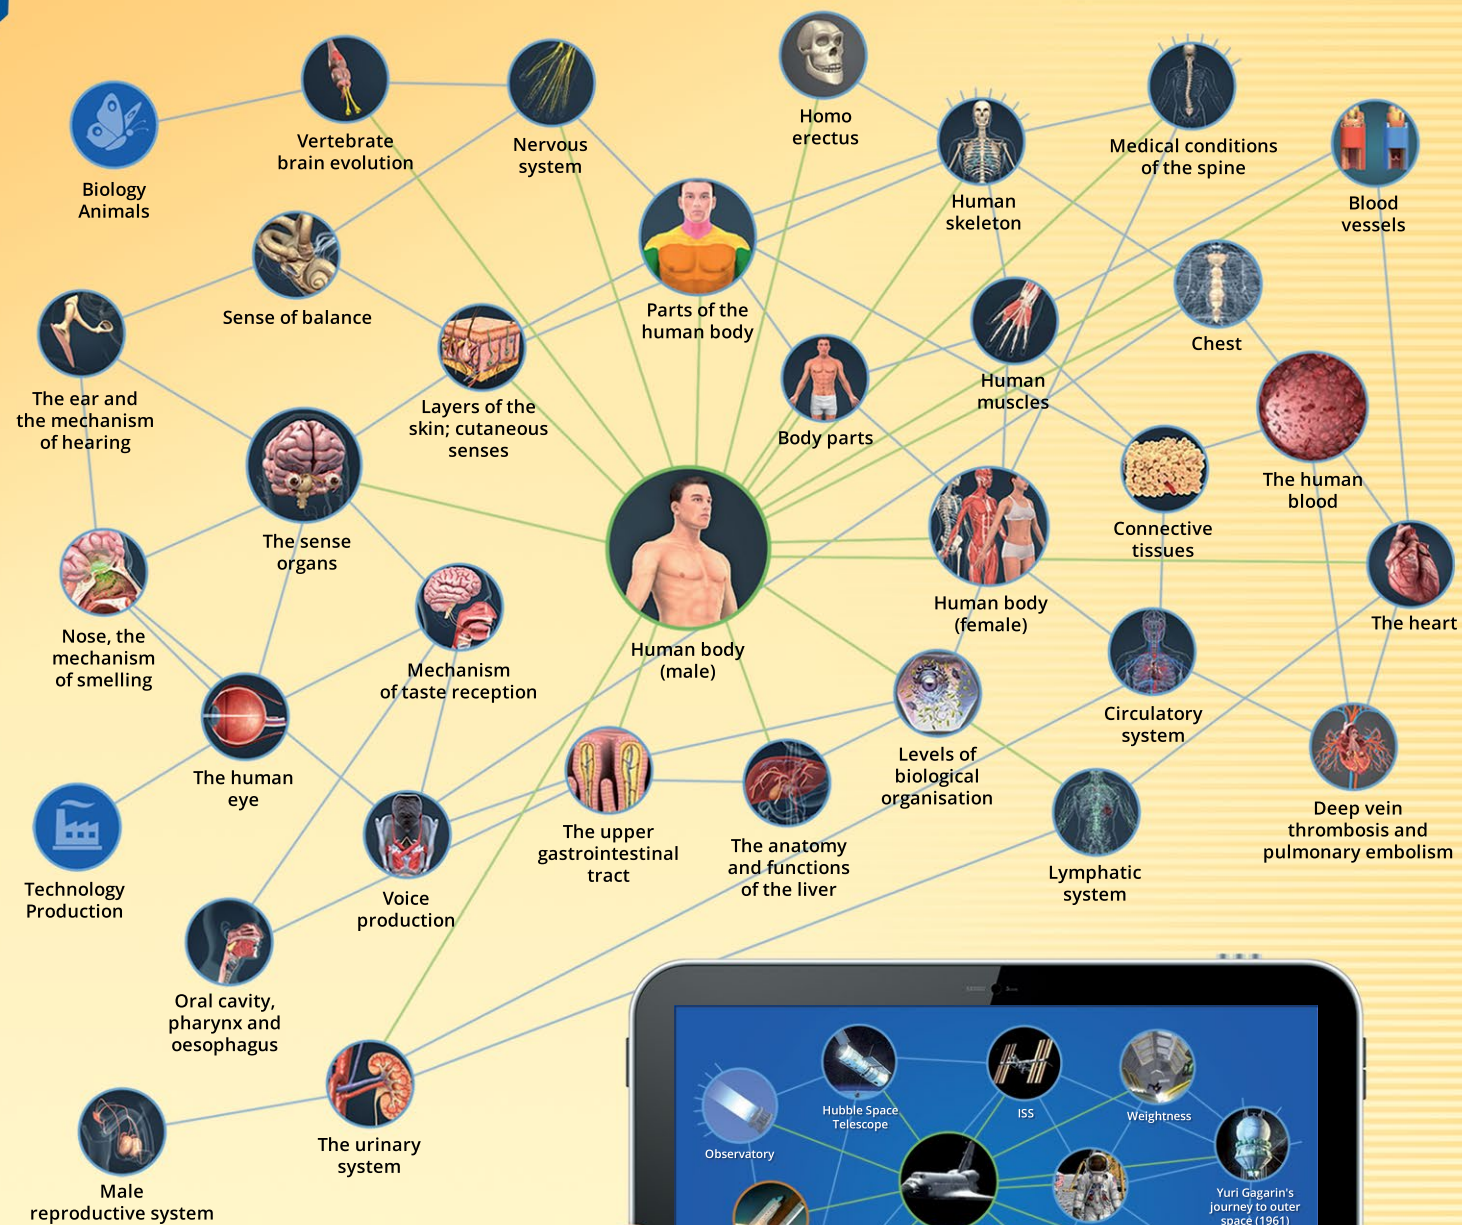 Vertebrate
brain evolution
Nervous
system
Homo
erectus
Medical conditions
of the spine
Biology
Animals
Human
skeleton
Blood
vessels
Sense of balance
Parts of the
human body
Chest
The ear and
the mechanism
of hearing
Layers of the
skin; cutaneous
senses
Body parts
Human
muscles
The human
blood
Connective
tissues
The sense
organs
Nose, the
mechanism
of smelling
Mechanism
of taste reception
Human body
(male)
Human body
(female)
The heart
Circulatory
system
The human
eye
Levels of
biological
organisation
Deep vein
thrombosis and
pulmonary embolism
Technology
Production
Voice
production
The upper
gastrointestinal
tract
The anatomy
and functions
of the liver
Lymphatic
system
Oral cavity,
pharynx and
oesophagus
The urinary
system
Male
reproductive system
Hubble Space
Telescope
ISS
Weightness
Observatory
Yuri Gagarin's
journey to outer
space (1961)